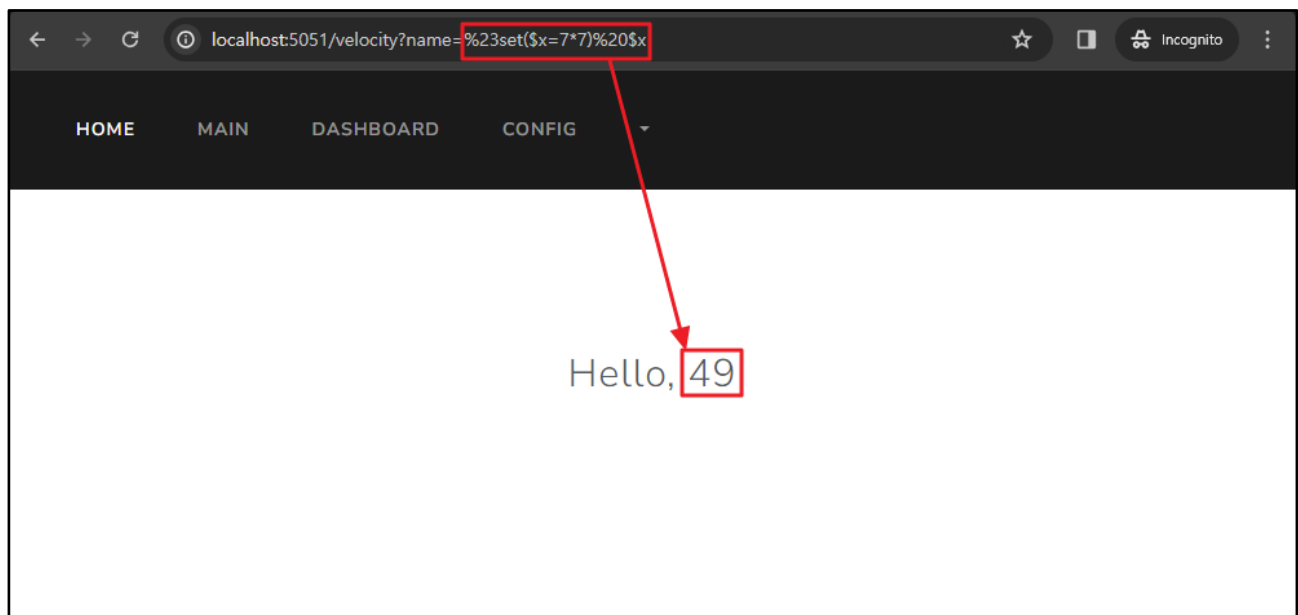 localhost:5051/velocity?name=%23set($x=7*7)%20$x Incognito
HOME MAIN DASHBOARD CONFIG
Hello, 49